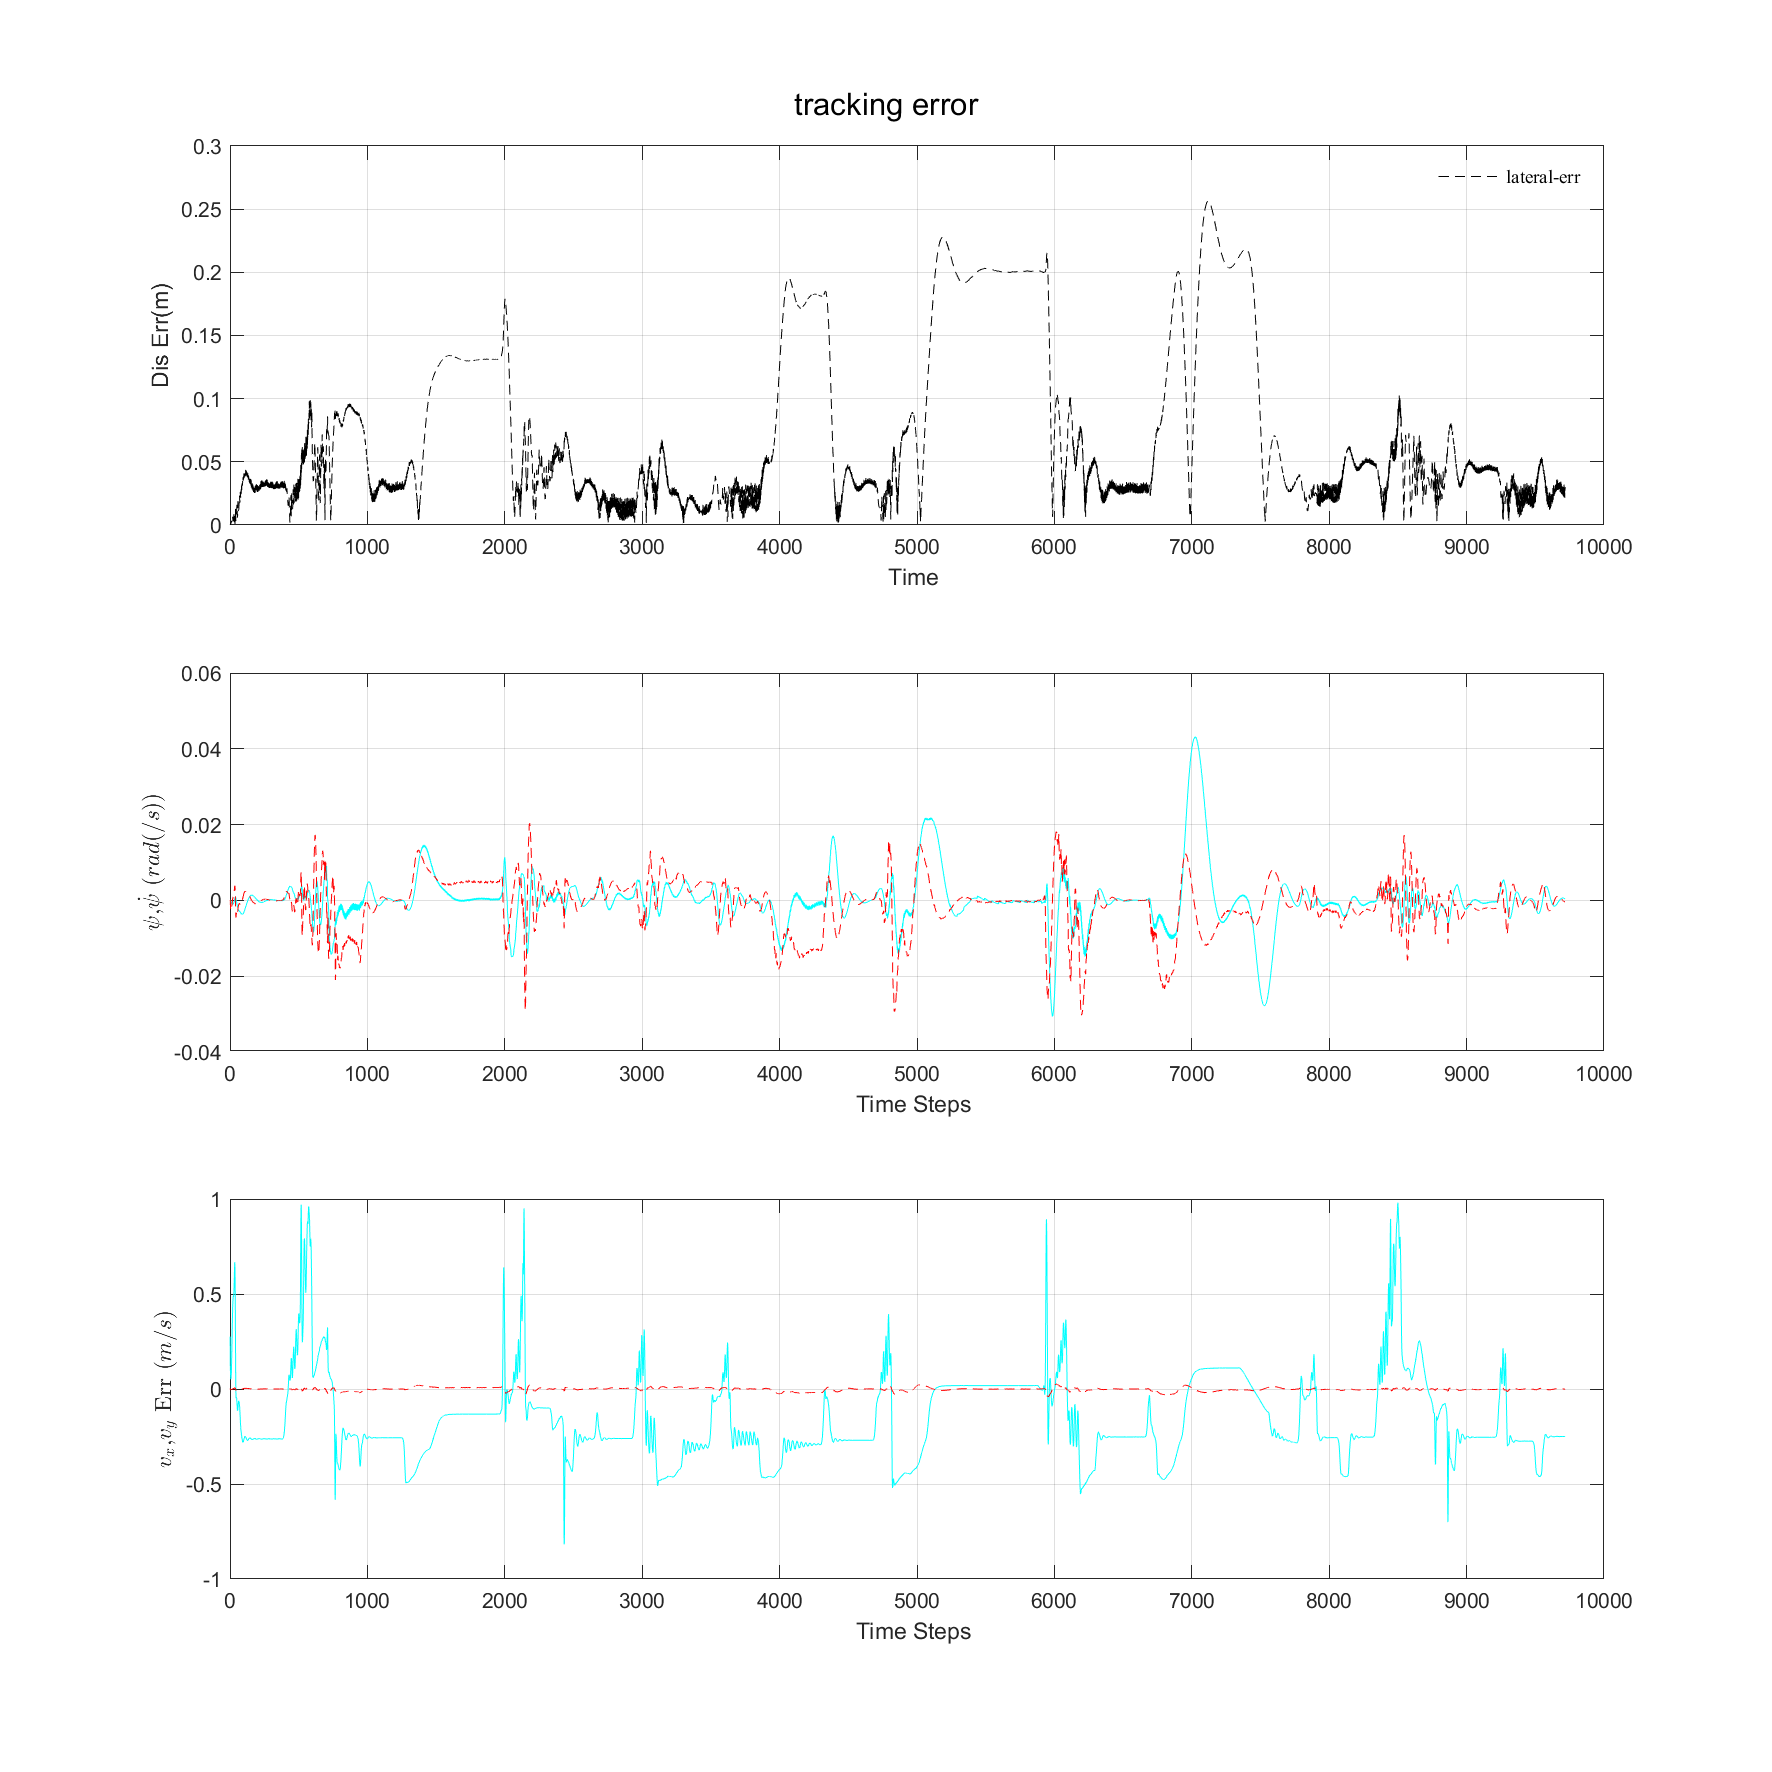 tracking error
0.3
0.25
0.2
0.15
0.1
0.05
0
Dis Err(m)
lateral-err
0 1000 2000 3000 4000 5000 6000 7000 8000 9000 10000
Time
0.06
0.04
0.02
0
-0.02
-0.04
ψ,ψ̇ (rad(/s))
0 1000 2000 3000 4000 5000 6000 7000 8000 9000 10000
Time Steps
1
0.5
0
-0.5
-1
v_x,v_y Err (m/s)
0 1000 2000 3000 4000 5000 6000 7000 8000 9000 10000
Time Steps